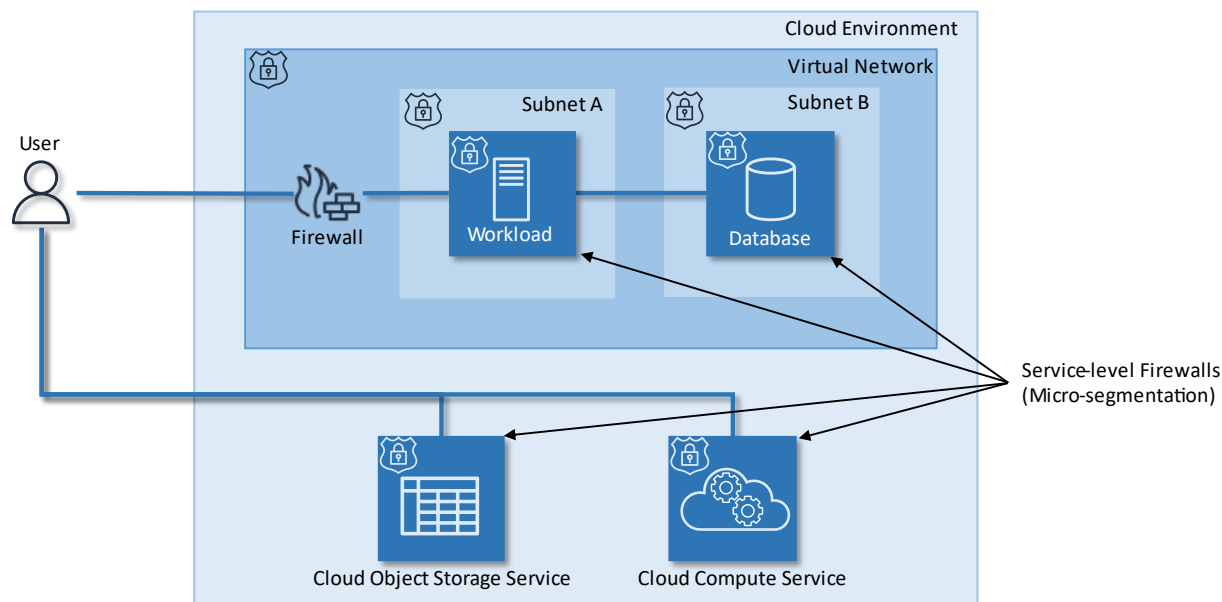 Cloud Environment
Virtual Network
Subnet A
Subnet B
User
Firewall
Workload
Database
Service-level Firewalls
(Micro-segmentation)
Cloud Object Storage Service
Cloud Compute Service